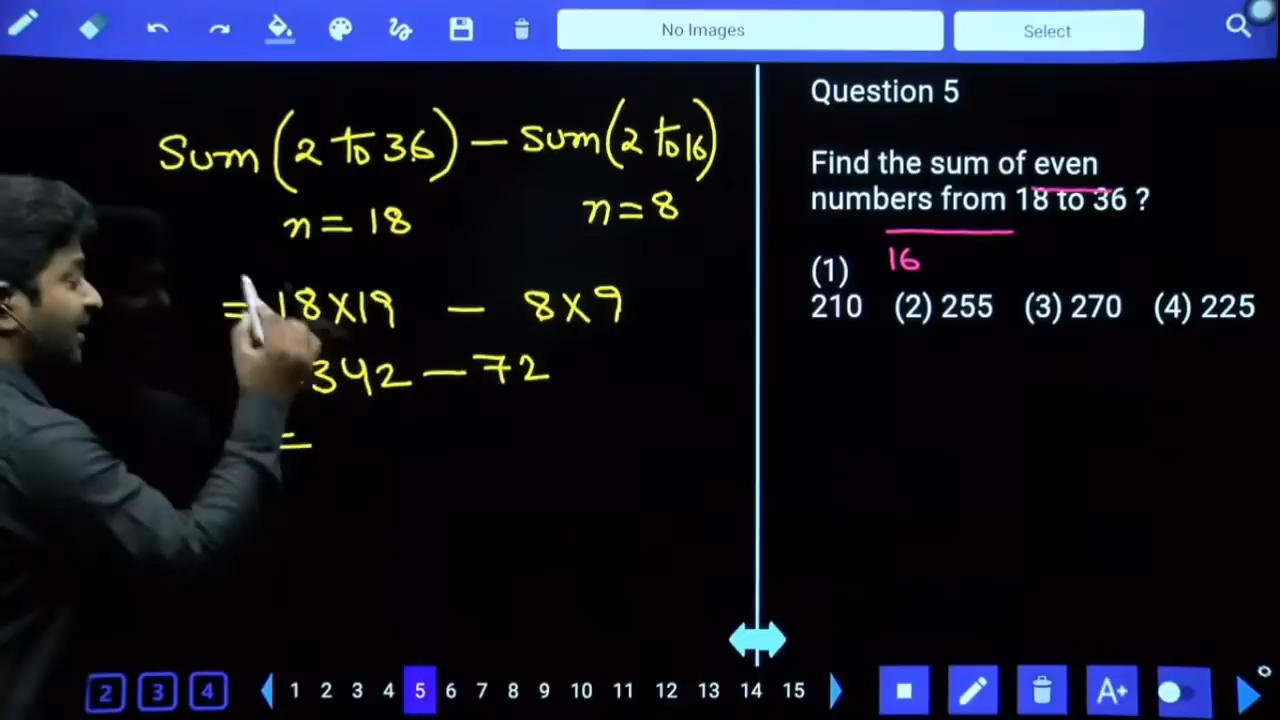 No Images
Select
Sum (2 to 36) − Sum (2 to 16)
n = 18
n = 8
= 18 × 19 − 8 × 9
342 − 72
=
Question 5
Find the sum of even
numbers from 18 to 36 ?
16
(1)
210 (2) 255 (3) 270 (4) 225
2 3 4
1 2 3 4 5 6 7 8 9 10 11 12 13 14 15
A+